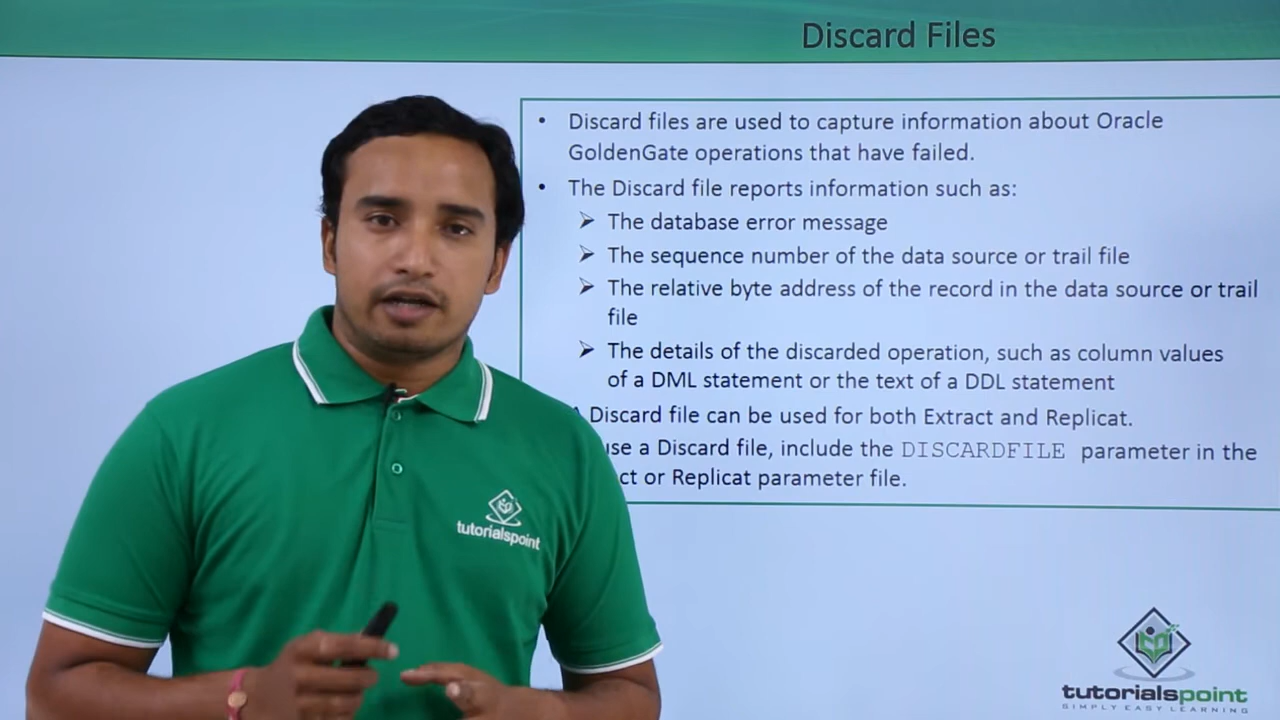 Discard Files
• Discard files are used to capture information about Oracle
GoldenGate operations that have failed.
• The Discard file reports information such as:
➢ The database error message
➢ The sequence number of the data source or trail file
➢ The relative byte address of the record in the data source or trail
file
➢ The details of the discarded operation, such as column values
of a DML statement or the text of a DDL statement
A Discard file can be used for both Extract and Replicat.
use a Discard file, include the DISCARDFILE parameter in the
ct or Replicat parameter file.
tutorialspoint
tutorialspoint
SIMPLY EASY LEARNING